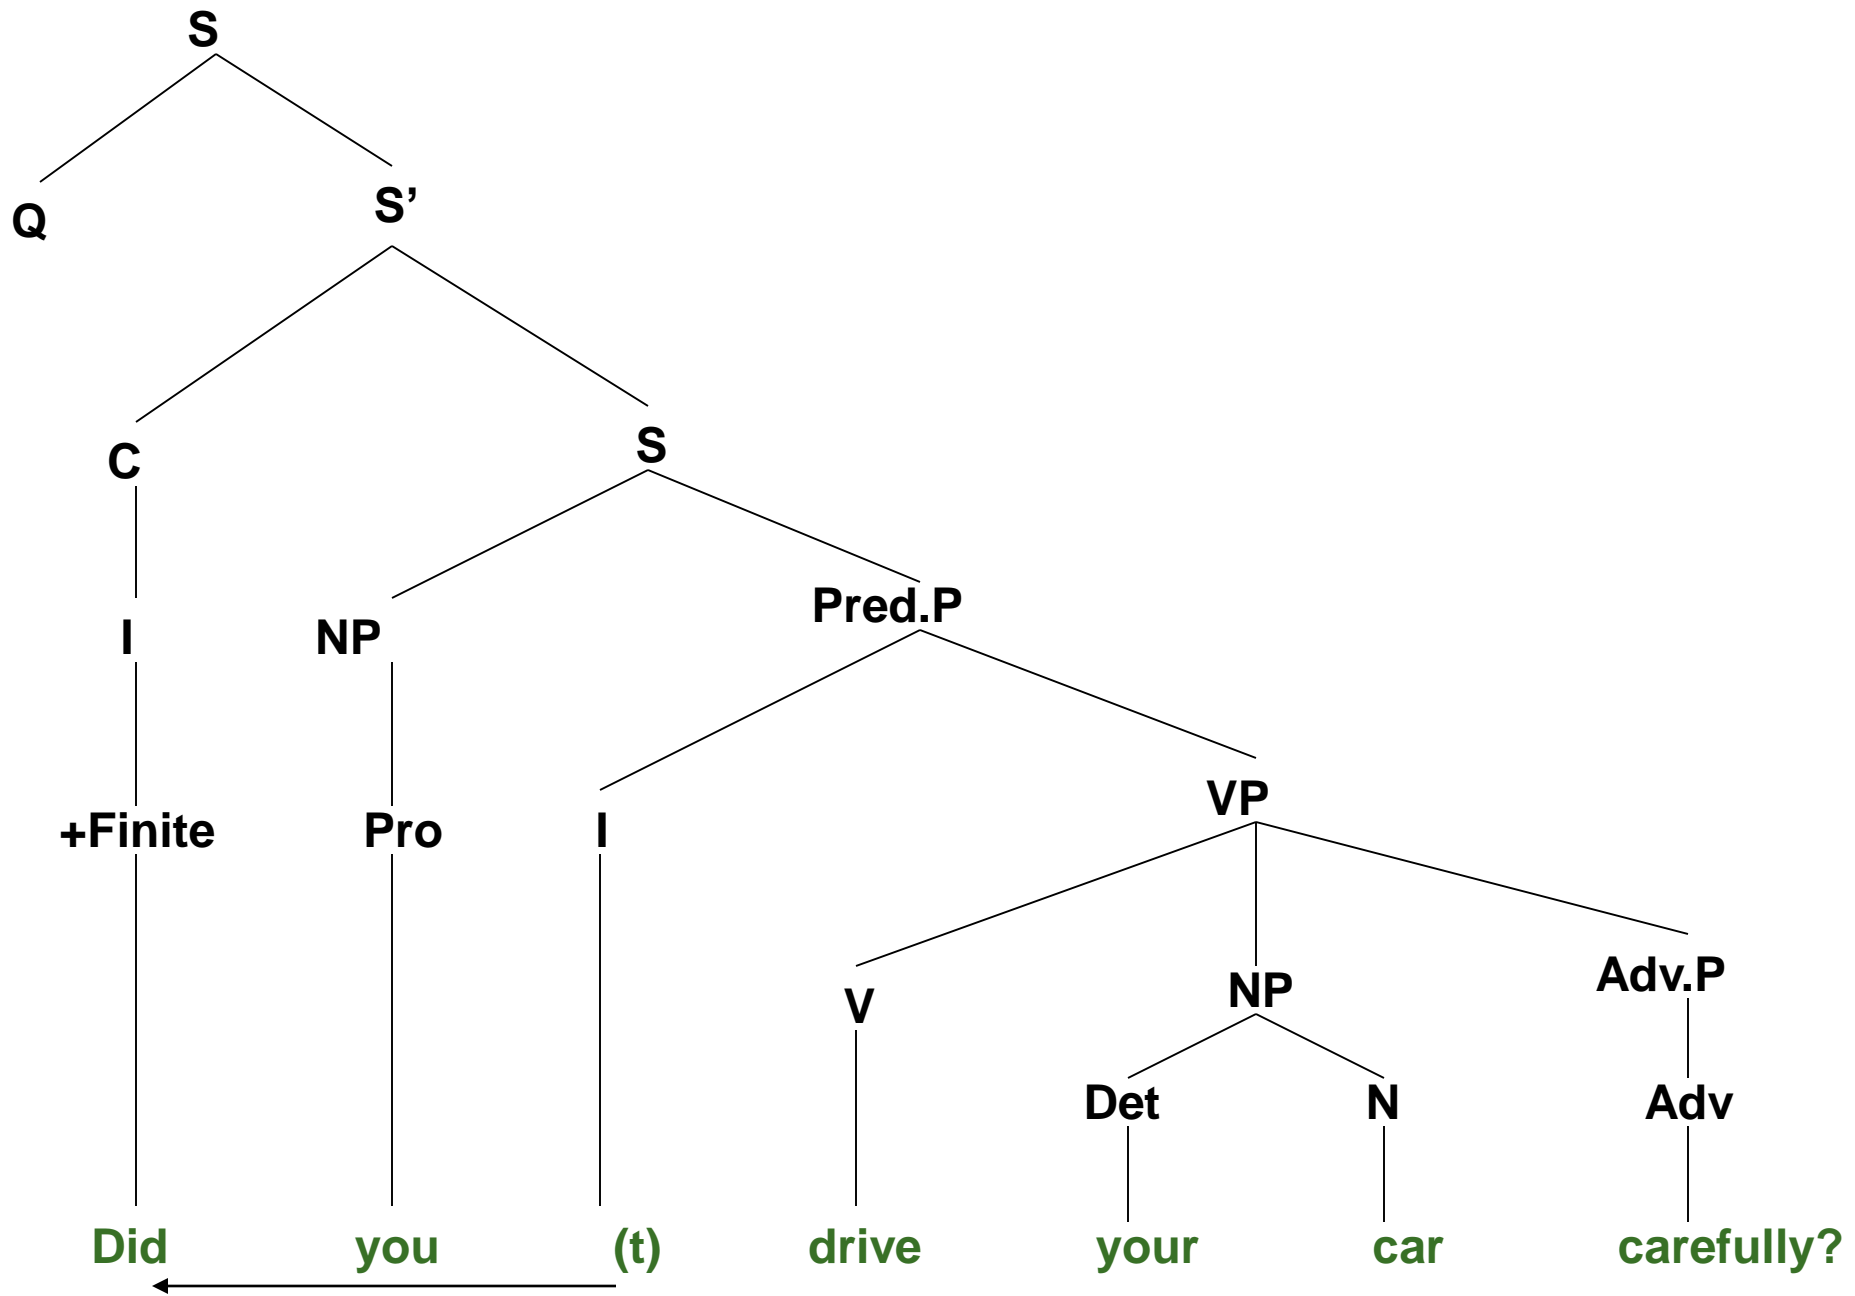 S
Q S’
C S
I NP Pred.P
+Finite Pro I VP
V NP Adv.P
Det N Adv
Did you (t) drive your car carefully?